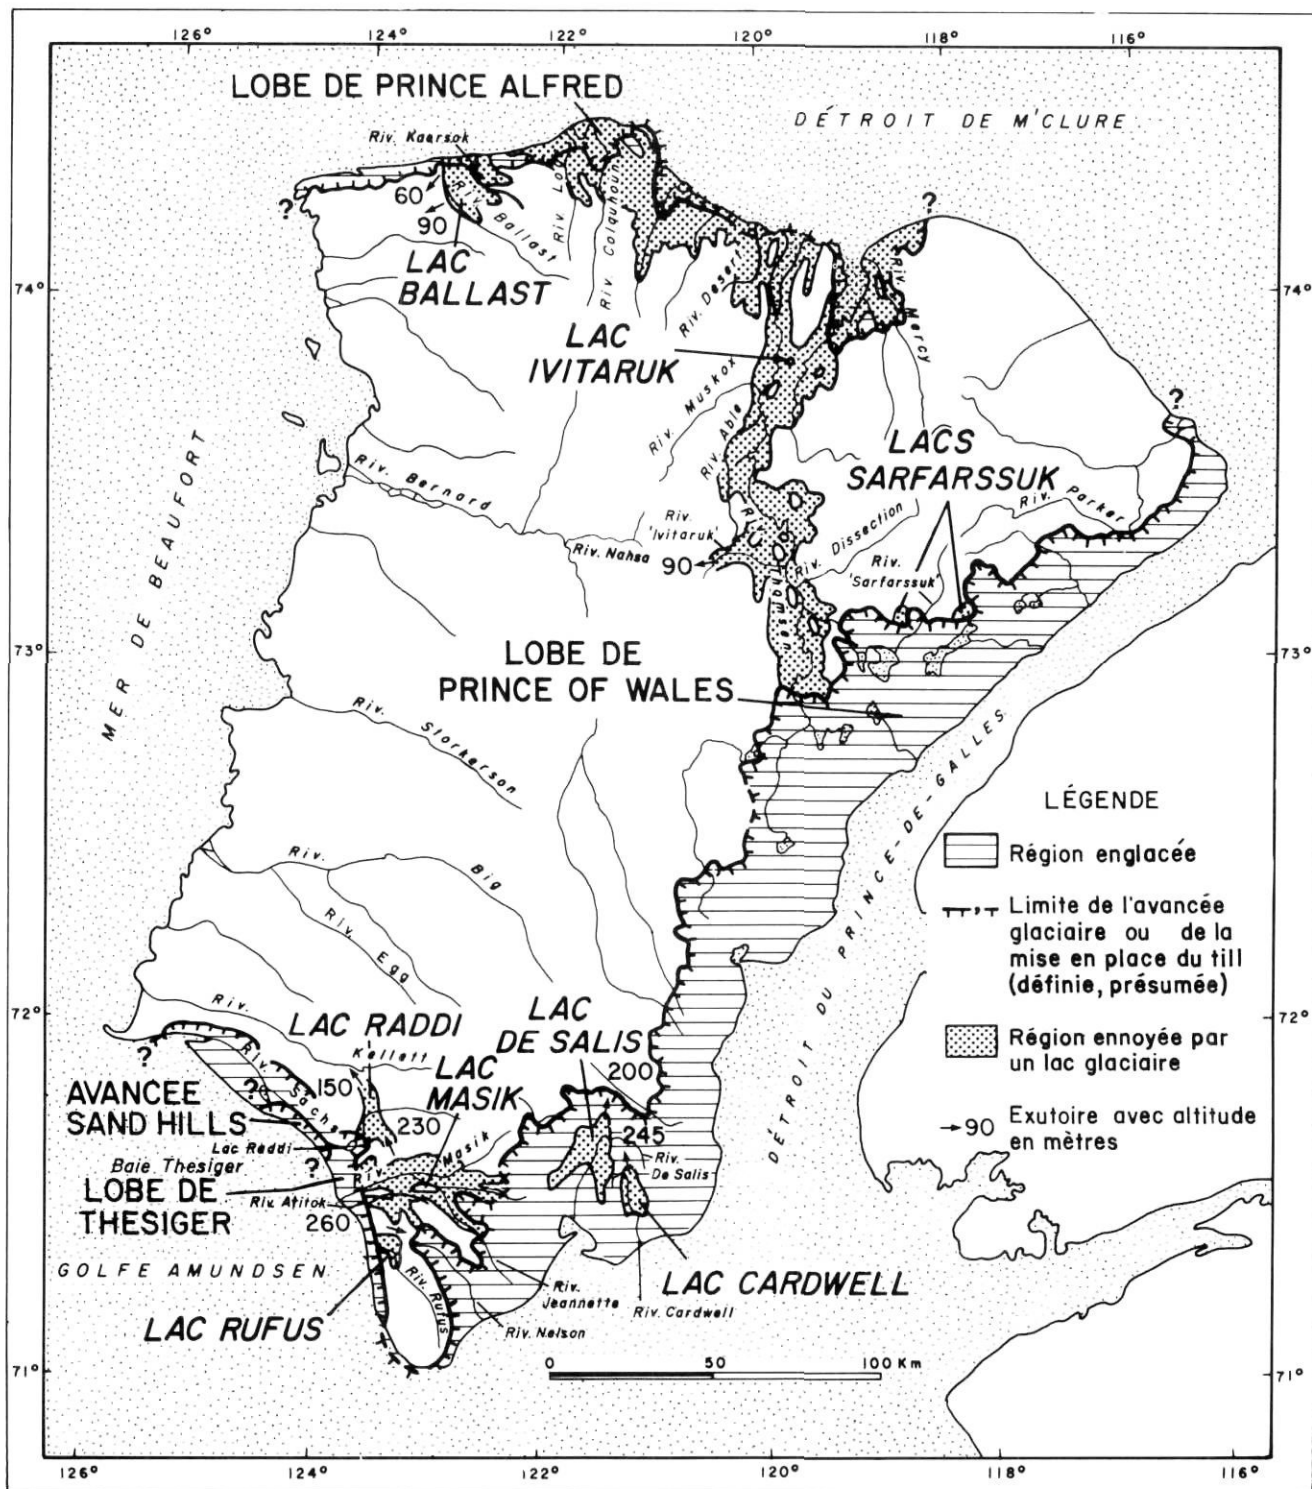 126°
124°
122°
120°
118°
116°
LOBE DE PRINCE ALFRED
DÉTROIT DE M'CLURE
Riv. Kaersok
60
90
?
?
Riv. Ballast
Riv.
Riv. Colquhoun
LAC
BALLAST
74°
74°
Riv. Desert
Riv. Mercy
LAC
IVITARUK
Riv. Muskox
Riv. Able
?
MER DE BEAUFORT
LACS
SARFARSSUK
Riv. Bernard
Riv.
'Ivitaruk'
Riv. Nahsa
90
Riv.
Riv. Dissection
Riv. Parker
Riv.
'Sarfarssuk'
73°
73°
LOBE DE
PRINCE OF WALES
Riv. Storkerson
DÉTROIT DU PRINCE-DE-GALLES
LÉGENDE
Région englacée
Limite de l'avancée
glaciaire ou de la
mise en place du till
(définie, présumée)
Région ennoyée par
un lac glaciaire
→90 Exutoire avec altitude
en mètres
Riv. Big
Riv. Egg
72°
72°
Riv. Kellett
LAC RADDI
LAC
DE SALIS
200
LAC
MASIK
?
150
Riv. Sachs
?
AVANCEE
SAND HILLS
230
245
Lac Raddi
Riv. Masik
Riv.
De Salis
Baie Thesiger
?
LOBE DE
THESIGER
Riv. Atitok
260
GOLFE AMUNDSEN
LAC CARDWELL
Riv. Rufus
Riv.
Jeannette
Riv. Cardwell
LAC RUFUS
Riv. Nelson
0 50 100 Km
71°
71°
126°
124°
122°
120°
118°
116°